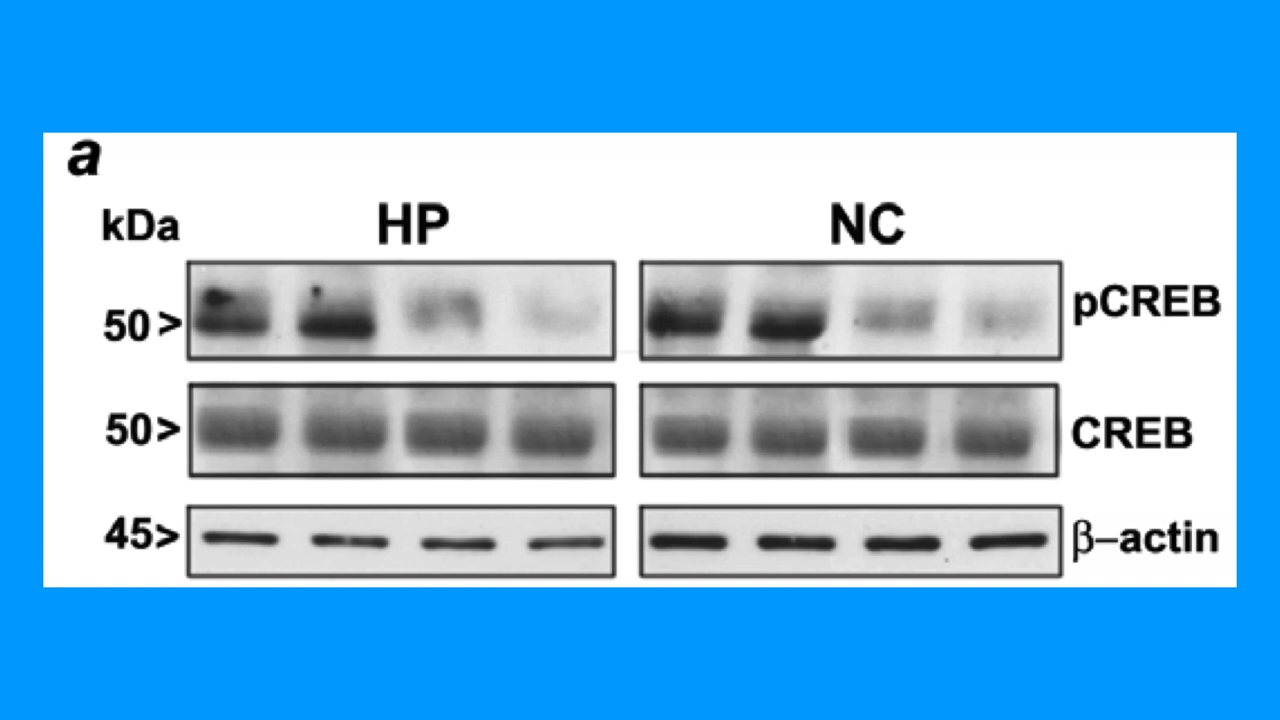 a
kDa
HP
NC
50>
pCREB
50>
CREB
45>
β–actin